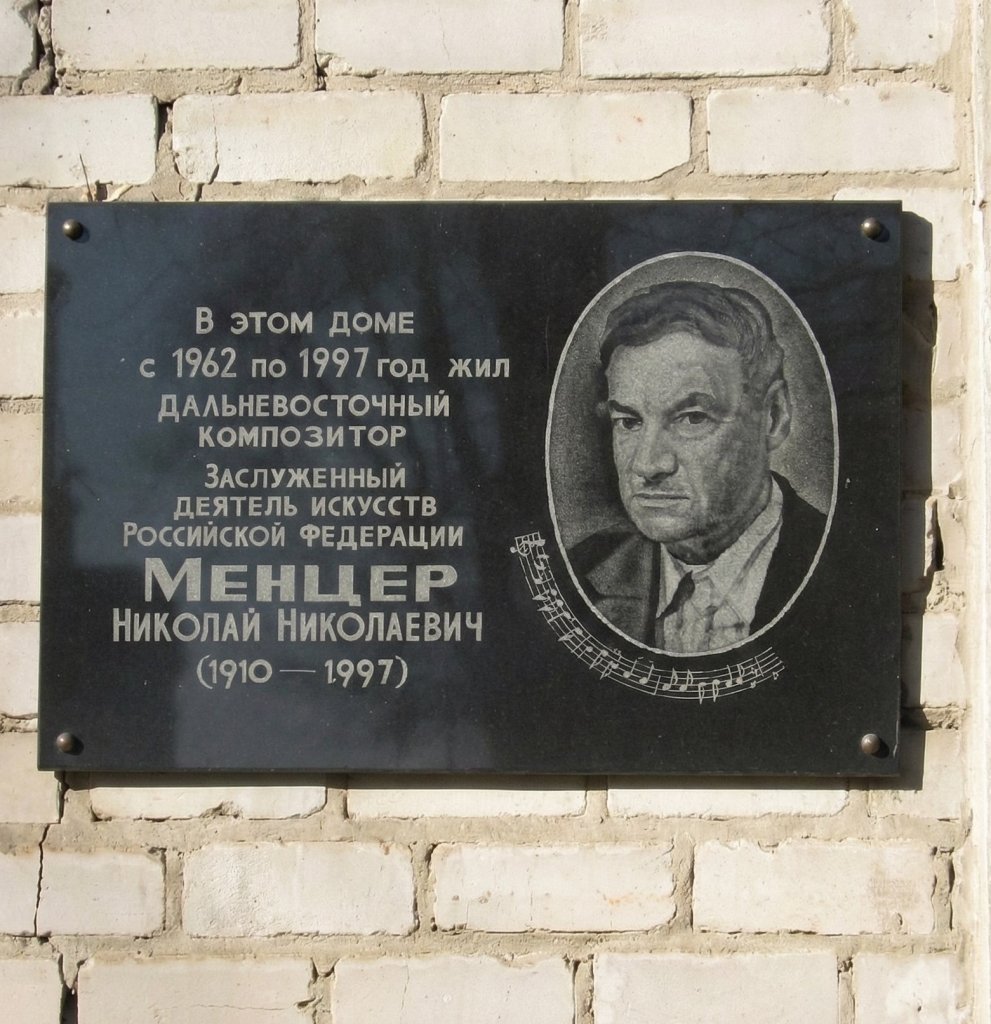 В этом доме
с 1962 по 1997 год жил
дальневосточный
композитор
Заслуженный
деятель искусств
Российской Федерации
Менцер
Николай Николаевич
(1910 — 1997)